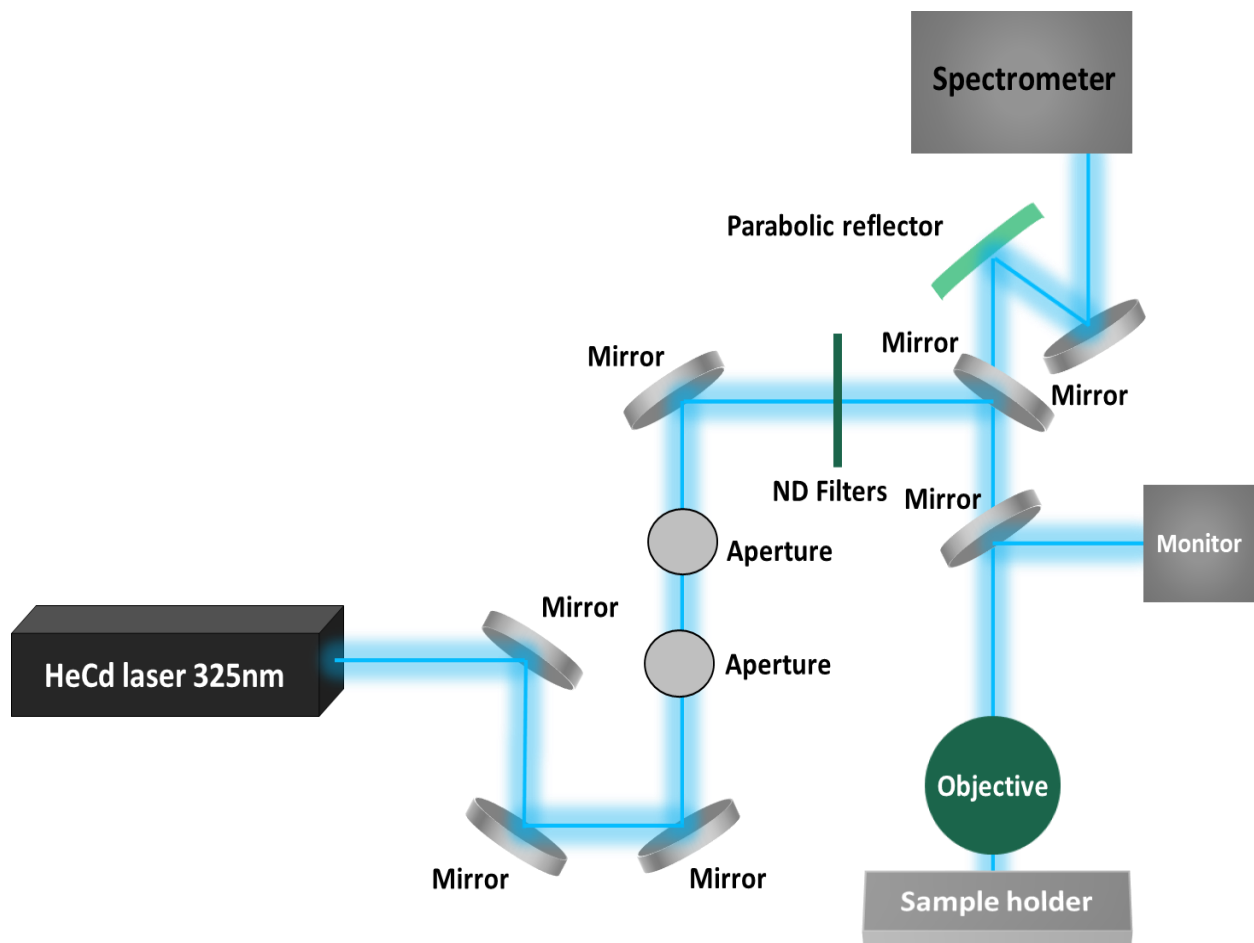 Spectrometer
Parabolic reflector
Mirror
Mirror
Mirror
ND Filters
Mirror
Monitor
Aperture
Mirror
Aperture
HeCd laser 325nm
Objective
Mirror
Mirror
Sample holder